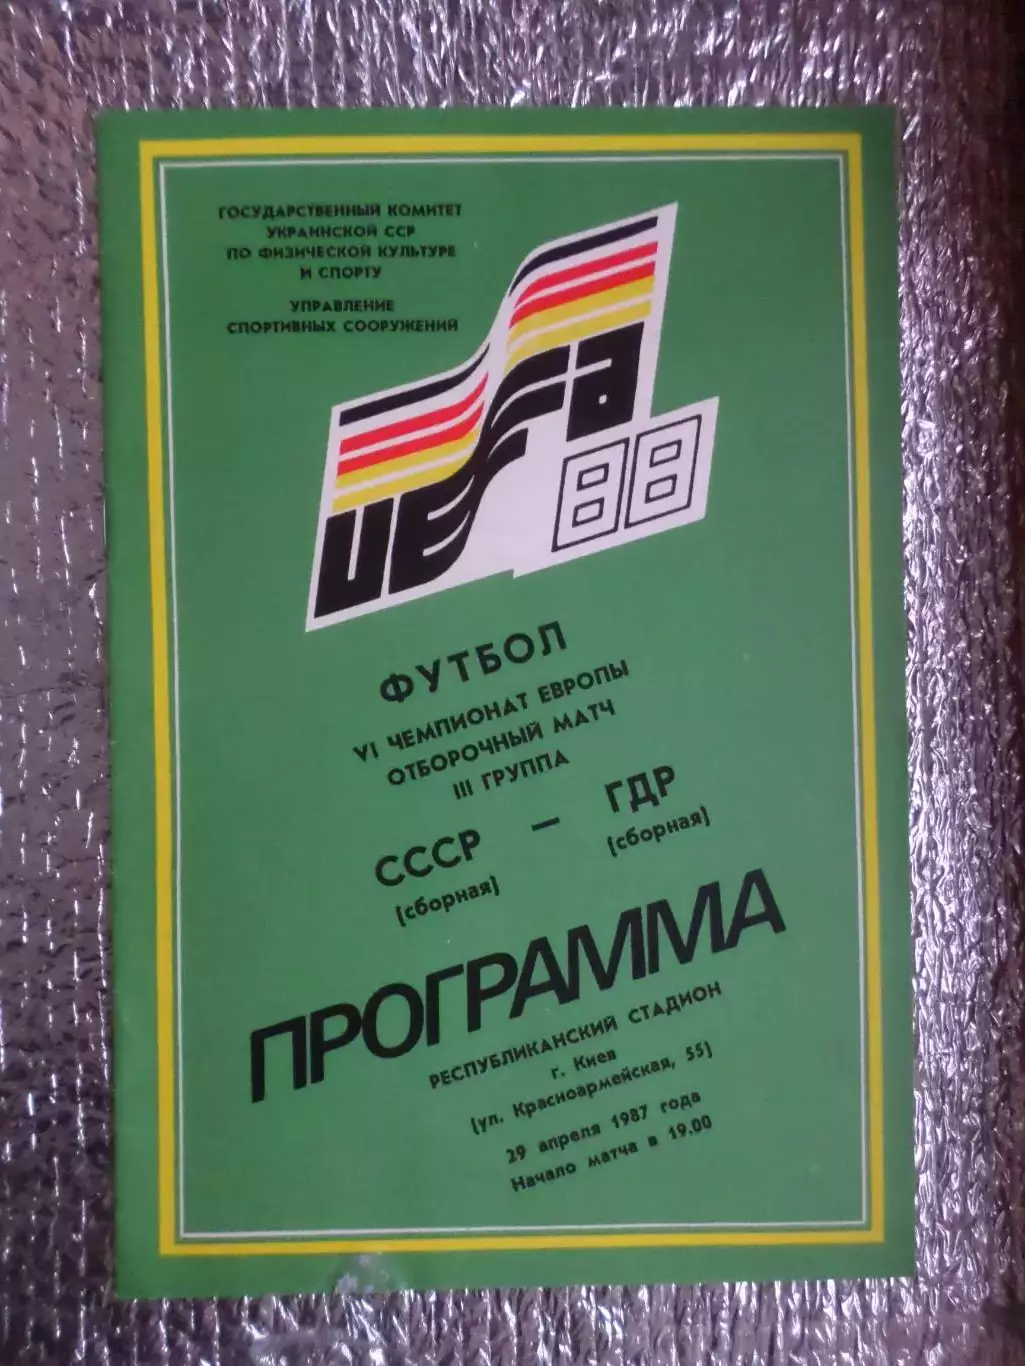 ГОСУДАРСТВЕННЫЙ КОМИТЕТ
УКРАИНСКОЙ ССР
ПО ФИЗИЧЕСКОЙ КУЛЬТУРЕ
И СПОРТУ
УПРАВЛЕНИЕ
СПОРТИВНЫХ СООРУЖЕНИЙ
UEFA
88
ФУТБОЛ
VI ЧЕМПИОНАТ ЕВРОПЫ
ОТБОРОЧНЫЙ МАТЧ
III ГРУППА
СССР — ГДР
(сборная) (сборная)
ПРОГРАММА
РЕСПУБЛИКАНСКИЙ СТАДИОН
г. Киев
(ул. Красноармейская, 55)
29 апреля 1987 года
Начало матча в 19.00